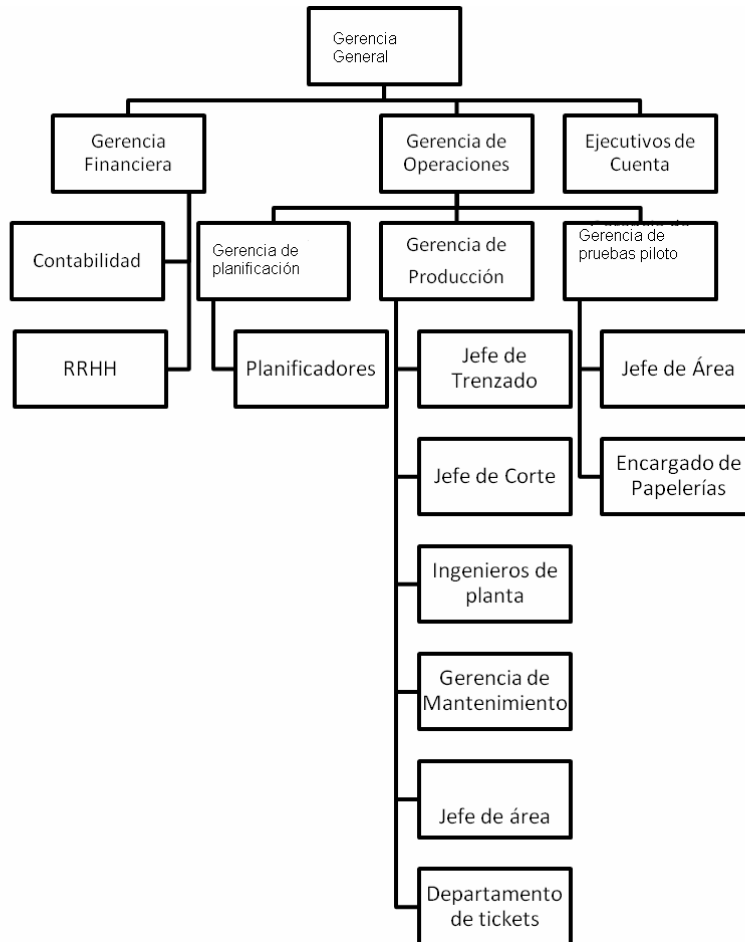 Gerencia
General
Gerencia
Financiera
Gerencia de
Operaciones
Ejecutivos de
Cuenta
Contabilidad
Gerencia de
planificación
Gerencia de
Producción
Gerencia de
pruebas piloto
RRHH
Planificadores
Jefe de
Trenzado
Jefe de Área
Jefe de Corte
Encargado de
Papelerías
Ingenieros de
planta
Gerencia de
Mantenimiento
Jefe de área
Departamento
de tickets